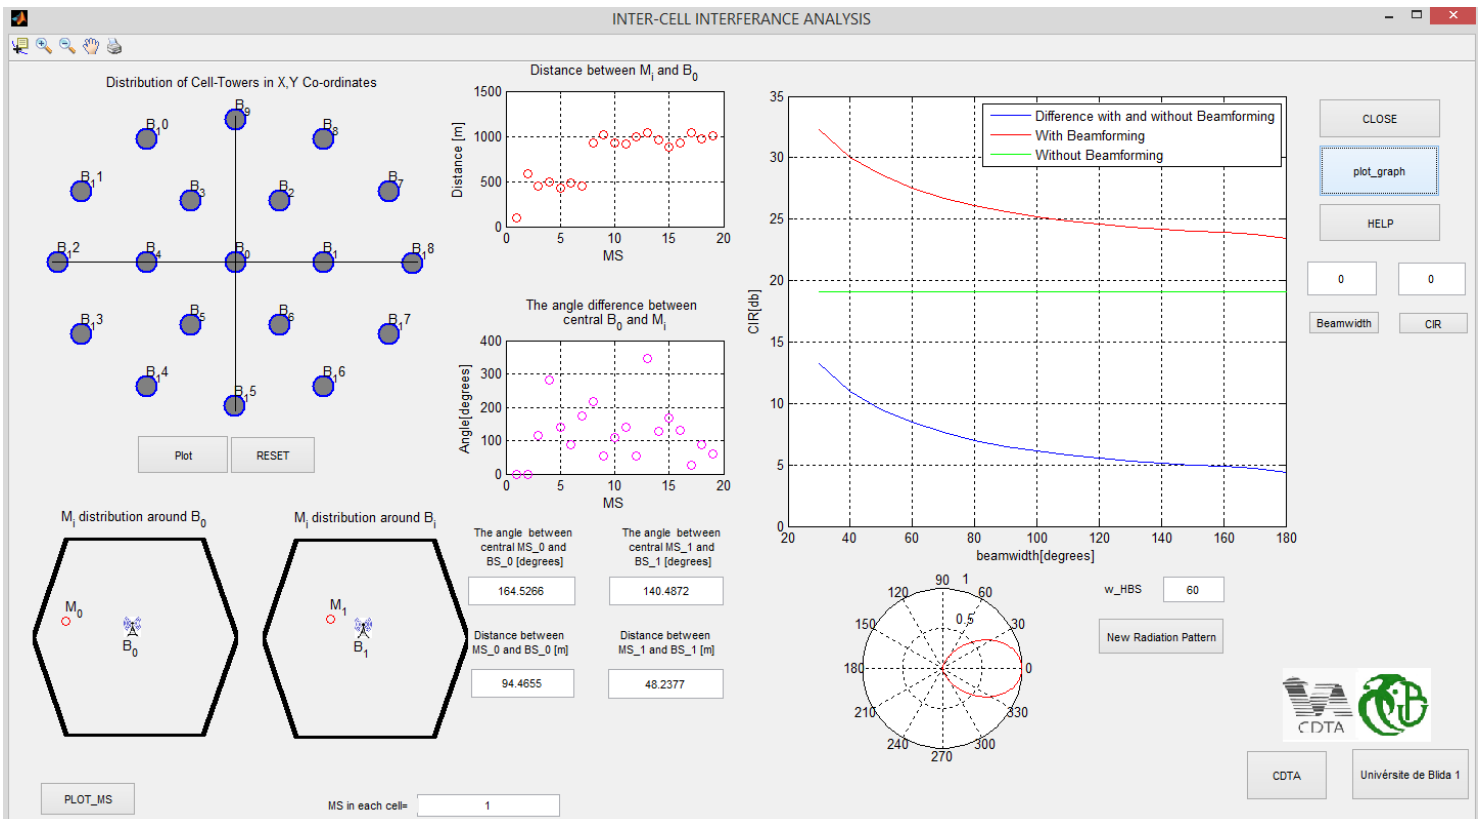 INTER-CELL INTERFERANCE ANALYSIS
Distribution of Cell-Towers in X,Y Co-ordinates
B9
B10
B8
B11
B3
B2
B7
B12
B4
B0
B1
B18
B13
B5
B6
B17
B14
B15
B16
Plot
RESET
Distance between Mi and B0
Distance [m]
1500
1000
500
0
0 5 10 15 20
MS
The angle difference between
central B0 and Mi
Angle[degrees]
400
300
200
100
0
0 5 10 15 20
MS
Difference with and without Beamforming
With Beamforming
Without Beamforming
CIR[db]
35
30
25
20
15
10
5
0
20 40 60 80 100 120 140 160 180
beamwidth[degrees]
CLOSE
plot_graph
HELP
0 0
Beamwidth CIR
Mi distribution around B0
M0
B0
Mi distribution around Bi
M1
B1
The angle between
central MS_0 and
BS_0 [degrees]
164.5266
The angle between
central MS_1 and
BS_1 [degrees]
140.4872
Distance between
MS_0 and BS_0 [m]
94.4655
Distance between
MS_1 and BS_1 [m]
48.2377
90 1
120 60
150 0.5 30
180 0
210 330
240 300
270
w_HBS 60
New Radiation Pattern
CDTA
CDTA
Univérsite de Blida 1
PLOT_MS
MS in each cell= 1